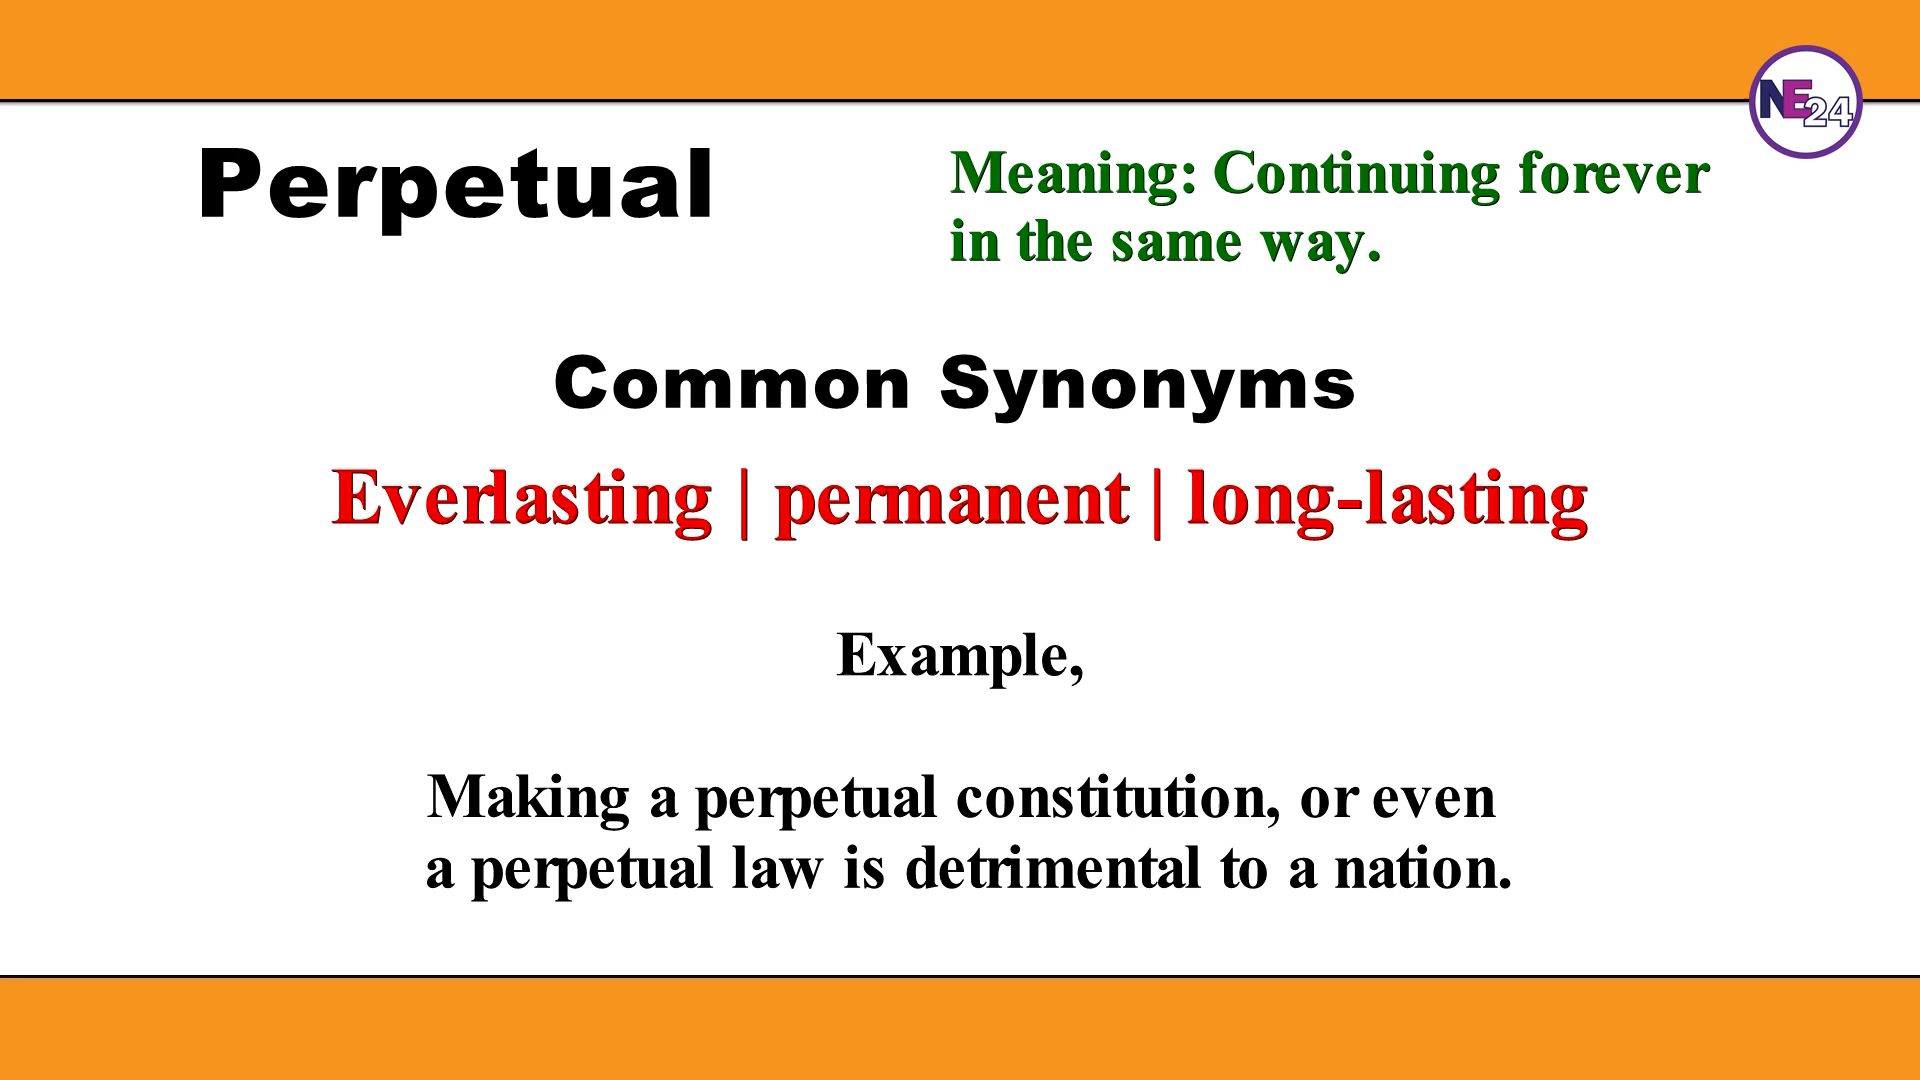 NE24
Perpetual
Meaning: Continuing forever
in the same way.
Common Synonyms
Everlasting | permanent | long-lasting
Example,
Making a perpetual constitution, or even
a perpetual law is detrimental to a nation.